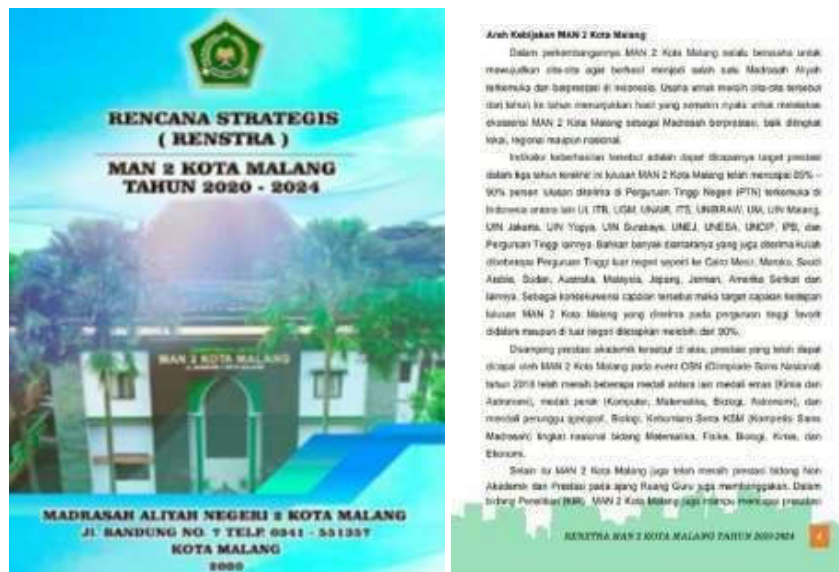 RENCANA STRATEGIS
( RENSTRA )
MAN 2 KOTA MALANG
TAHUN 2020 - 2024
MAN 2 KOTA MALANG
MADRASAH ALIYAH NEGERI 2 KOTA MALANG
JL. BANDUNG NO. 7 TELP. 0341 - 551357
KOTA MALANG
2020
Arah Kebijakan MAN 2 Kota Malang
Dalam perkembangannya MAN 2 Kota Malang selalu berusaha untuk
mewujudkan cita-cita agar berhasil menjadi salah satu Madrasah Aliyah
terkemuka dan berprestasi di Indonesia. Usaha untuk meraih cita-cita tersebut
dari tahun ke tahun menunjukkan hasil yang semakin nyata untuk
eksistensi MAN 2 Kota Malang sebagai Madrasah berprestasi, baik ditingkat
lokal, regional maupun nasional.
Indikator keberhasilan tersebut adalah dapat dicapainya target prestasi
dalam tiga tahun terakhir ini lulusan MAN 2 Kota Malang telah mencapai 85% –
90% persen lulusan diterima di Perguruan Tinggi Negeri (PTN) terkemuka di
Indonesia antara lain UI, ITB, UGM, UNAIR, ITS, UNIBRAW, UM, UIN Malang,
UIN Jakarta, UIN Yogya, UIN Surabaya, UNEJ, UNESA, UNDIP, IPB, dan
Perguruan Tinggi lainnya. Bahkan banyak diantaranya yang juga diterima kuliah
dibeberapa Perguruan Tinggi luar negeri seperti ke Cairo Mesir, Maroko, Saudi
Arabia, Sudan, Australia, Malaysia, Jepang, Jerman, Amerika Serikat dan
lainnya. Sebagai konsekuwensi capaian tersebut maka target capaian kedepan
lulusan MAN 2 Kota Malang yang diterima pada perguruan tinggi favorit
didalam maupun di luar negeri ditetapkan melebihi dari 90%.
Disamping prestasi akademik tersebut di atas, prestasi yang telah dapat
dicapai oleh MAN 2 Kota Malang pada event OSN (Olimpiade Sains Nasional)
tahun 2018 telah meraih beberapa medali antara lain medali emas (Kimia dan
Astronomi), medali perak (Komputer, Matematika, Biologi, Astronomi), dan
medali perunggu (geografi, Biologi, Kebumian) Serta KSM (Kompetisi Sains
Madrasah) tingkat nasional bidang Matematika, Fisika, Biologi, Kimia, dan
Ekonomi.
Selain itu MAN 2 Kota Malang juga telah meraih prestasi bidang Non
Akademik dan Prestasi pada ajang Ruang Guru juga membanggakan. Dalam
bidang Penelitian (KIR) MAN 2 Kota Malang juga mampu mencapai prestasi
RENSTRA MAN 2 KOTA MALANG TAHUN 2020-2024
4